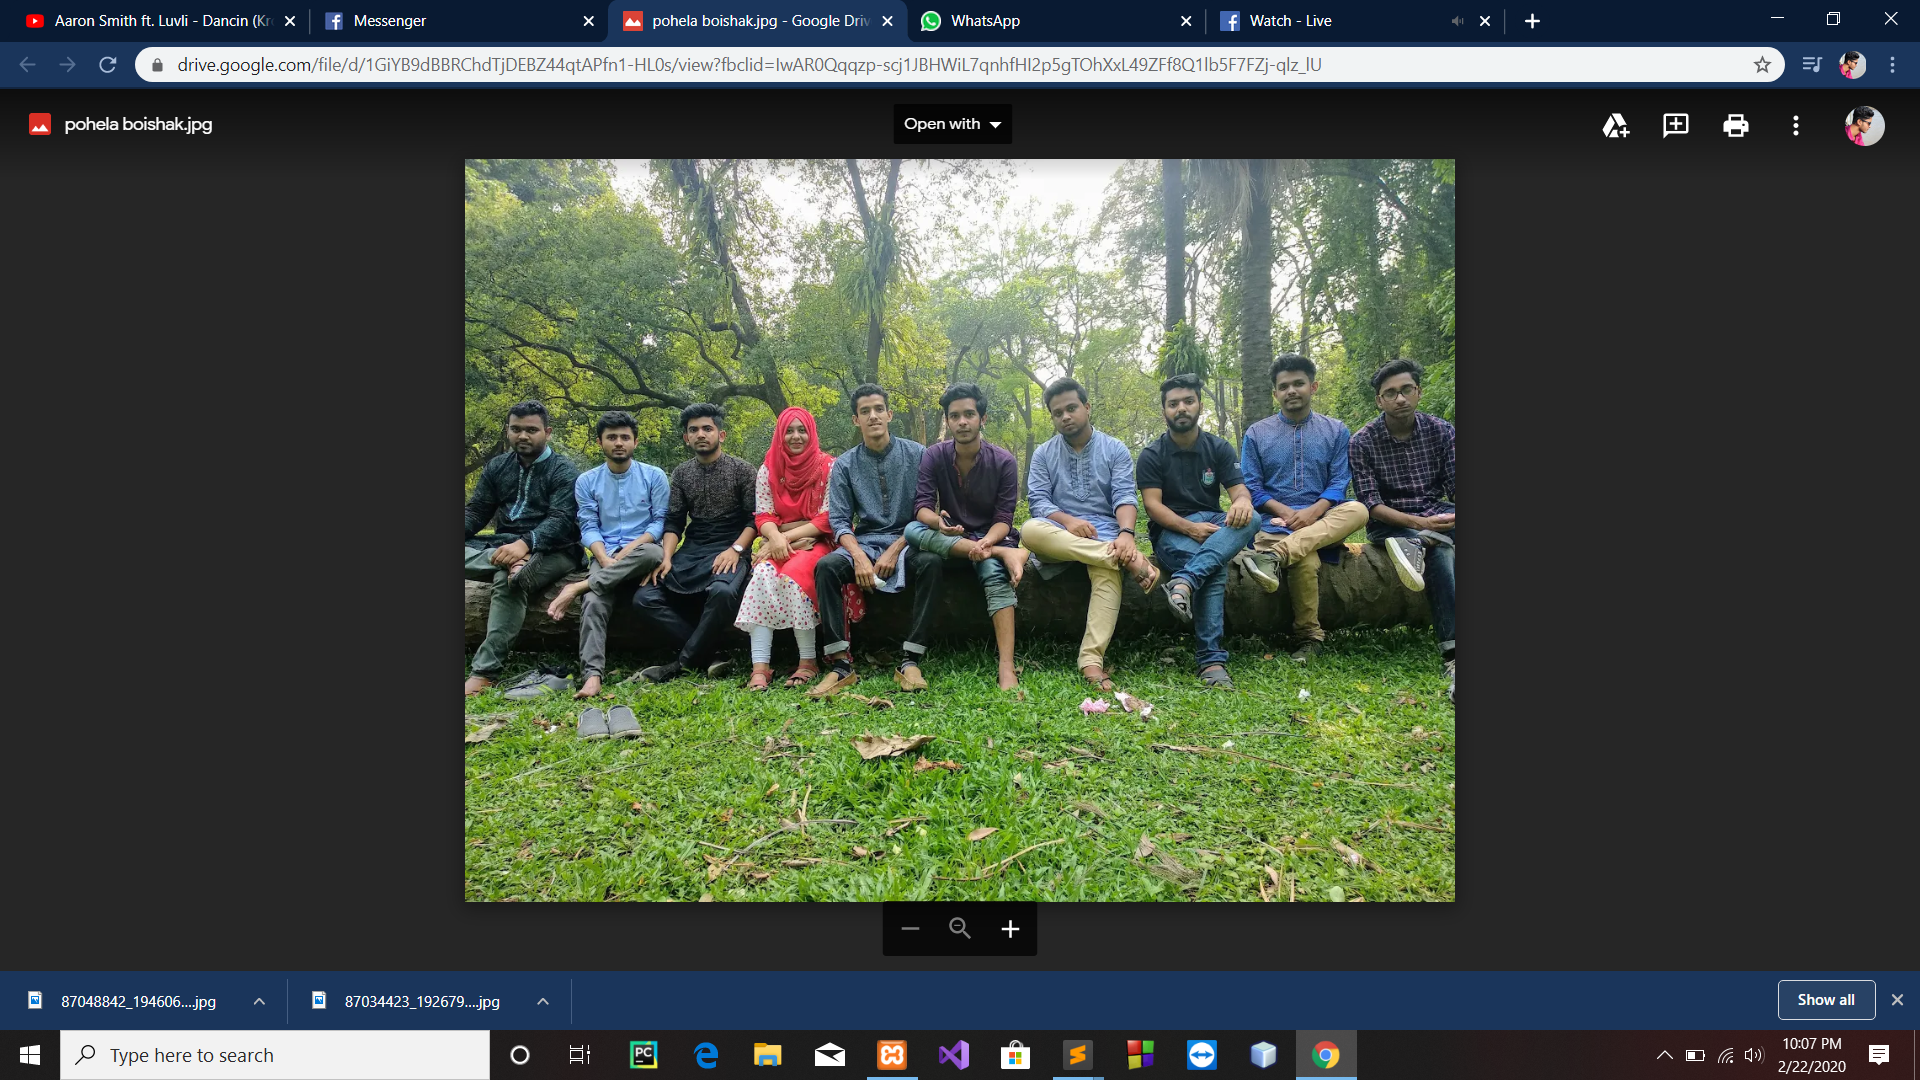 Aaron Smith ft. Luvli - Dancin (Kr
Messenger
pohela boishak.jpg - Google Driv
WhatsApp
Watch - Live
drive.google.com/file/d/1GiYB9dBBRChdTjDEBZ44qtAPfn1-HL0s/view?fbclid=IwAR0Qqqzp-scj1JBHWiL7qnhfHI2p5gTOhXxL49ZFf8Q1lb5F7FZj-qlz_lU
pohela boishak.jpg
Open with
87048842_194606....jpg
87034423_192679....jpg
Show all
Type here to search
PC
10:07 PM
2/22/2020